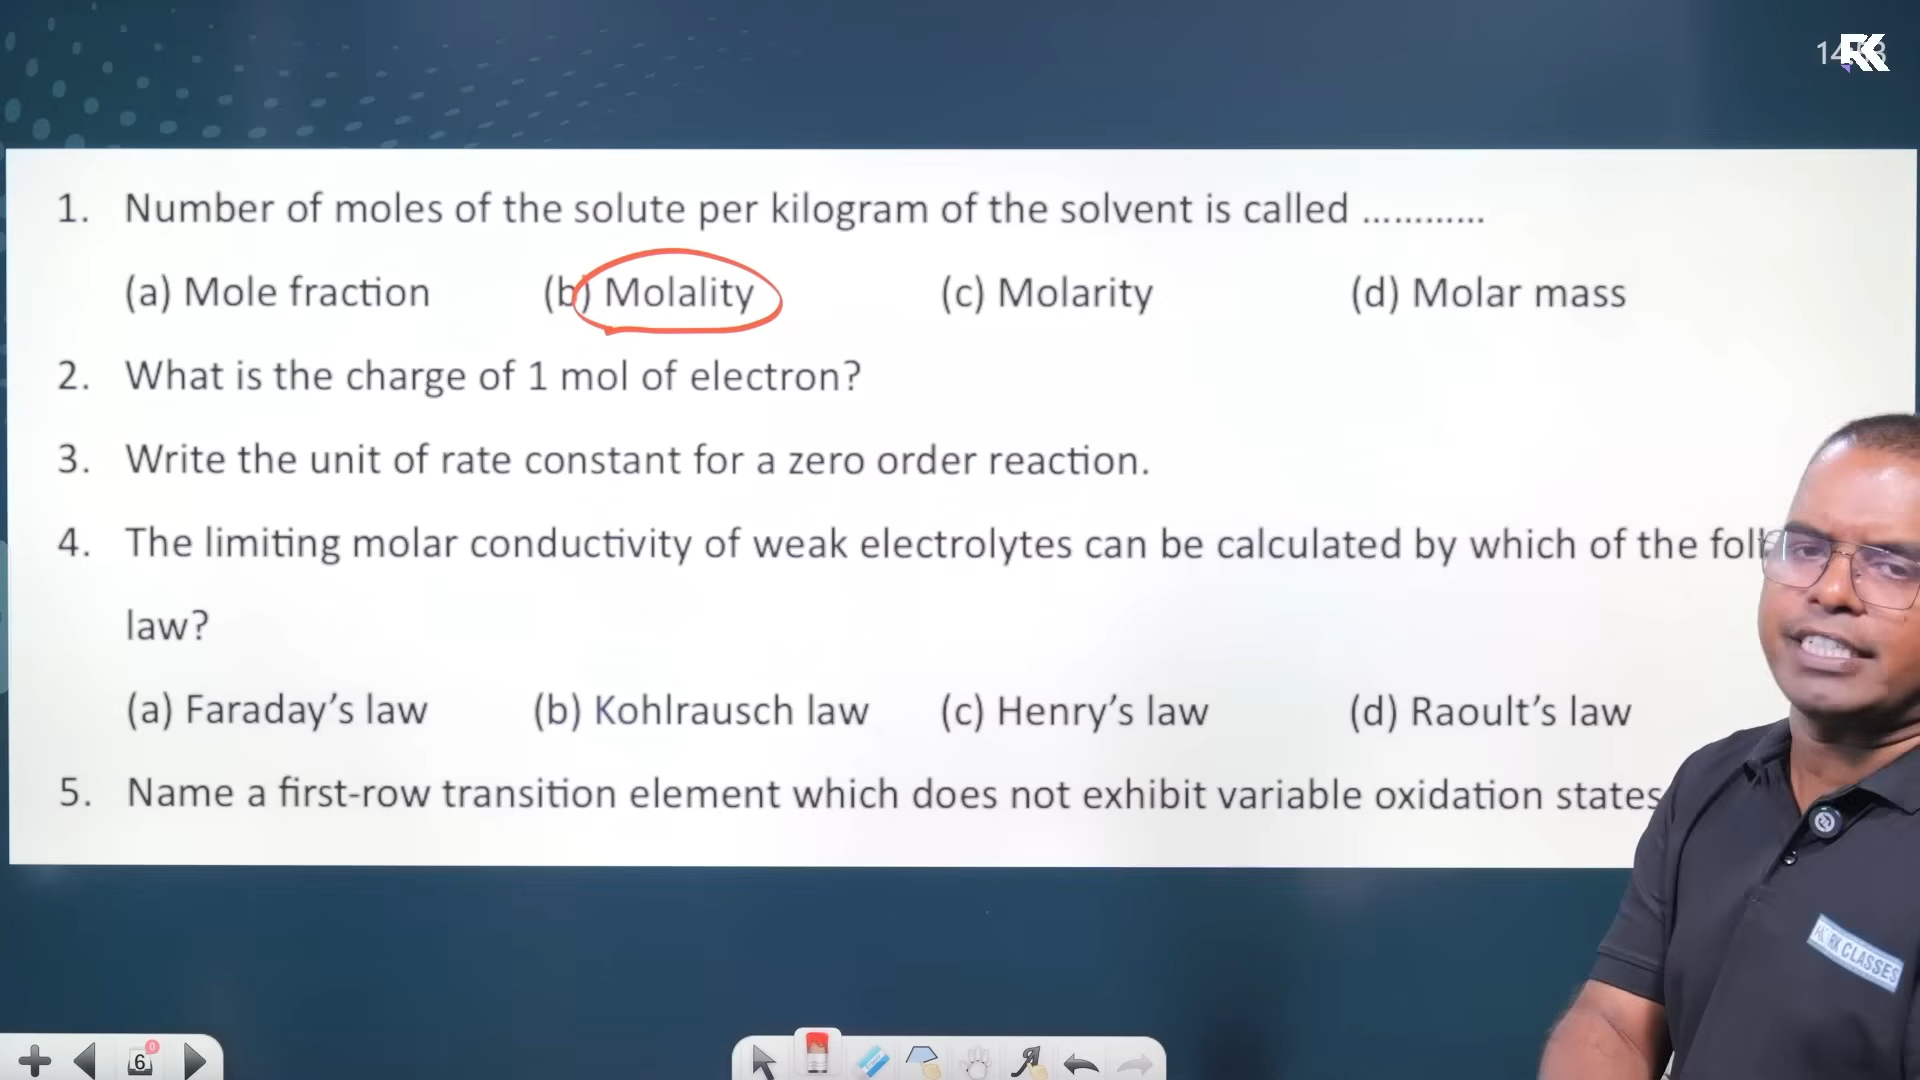 1. Number of moles of the solute per kilogram of the solvent is called ............
(a) Mole fraction (b) Molality (c) Molarity (d) Molar mass
2. What is the charge of 1 mol of electron?
3. Write the unit of rate constant for a zero order reaction.
4. The limiting molar conductivity of weak electrolytes can be calculated by which of the
law?
(a) Faraday's law (b) Kohlrausch law (c) Henry's law (d) Raoult's law
5. Name a first-row transition element which does not exhibit variable oxidation states
RK CLASSES
6
0